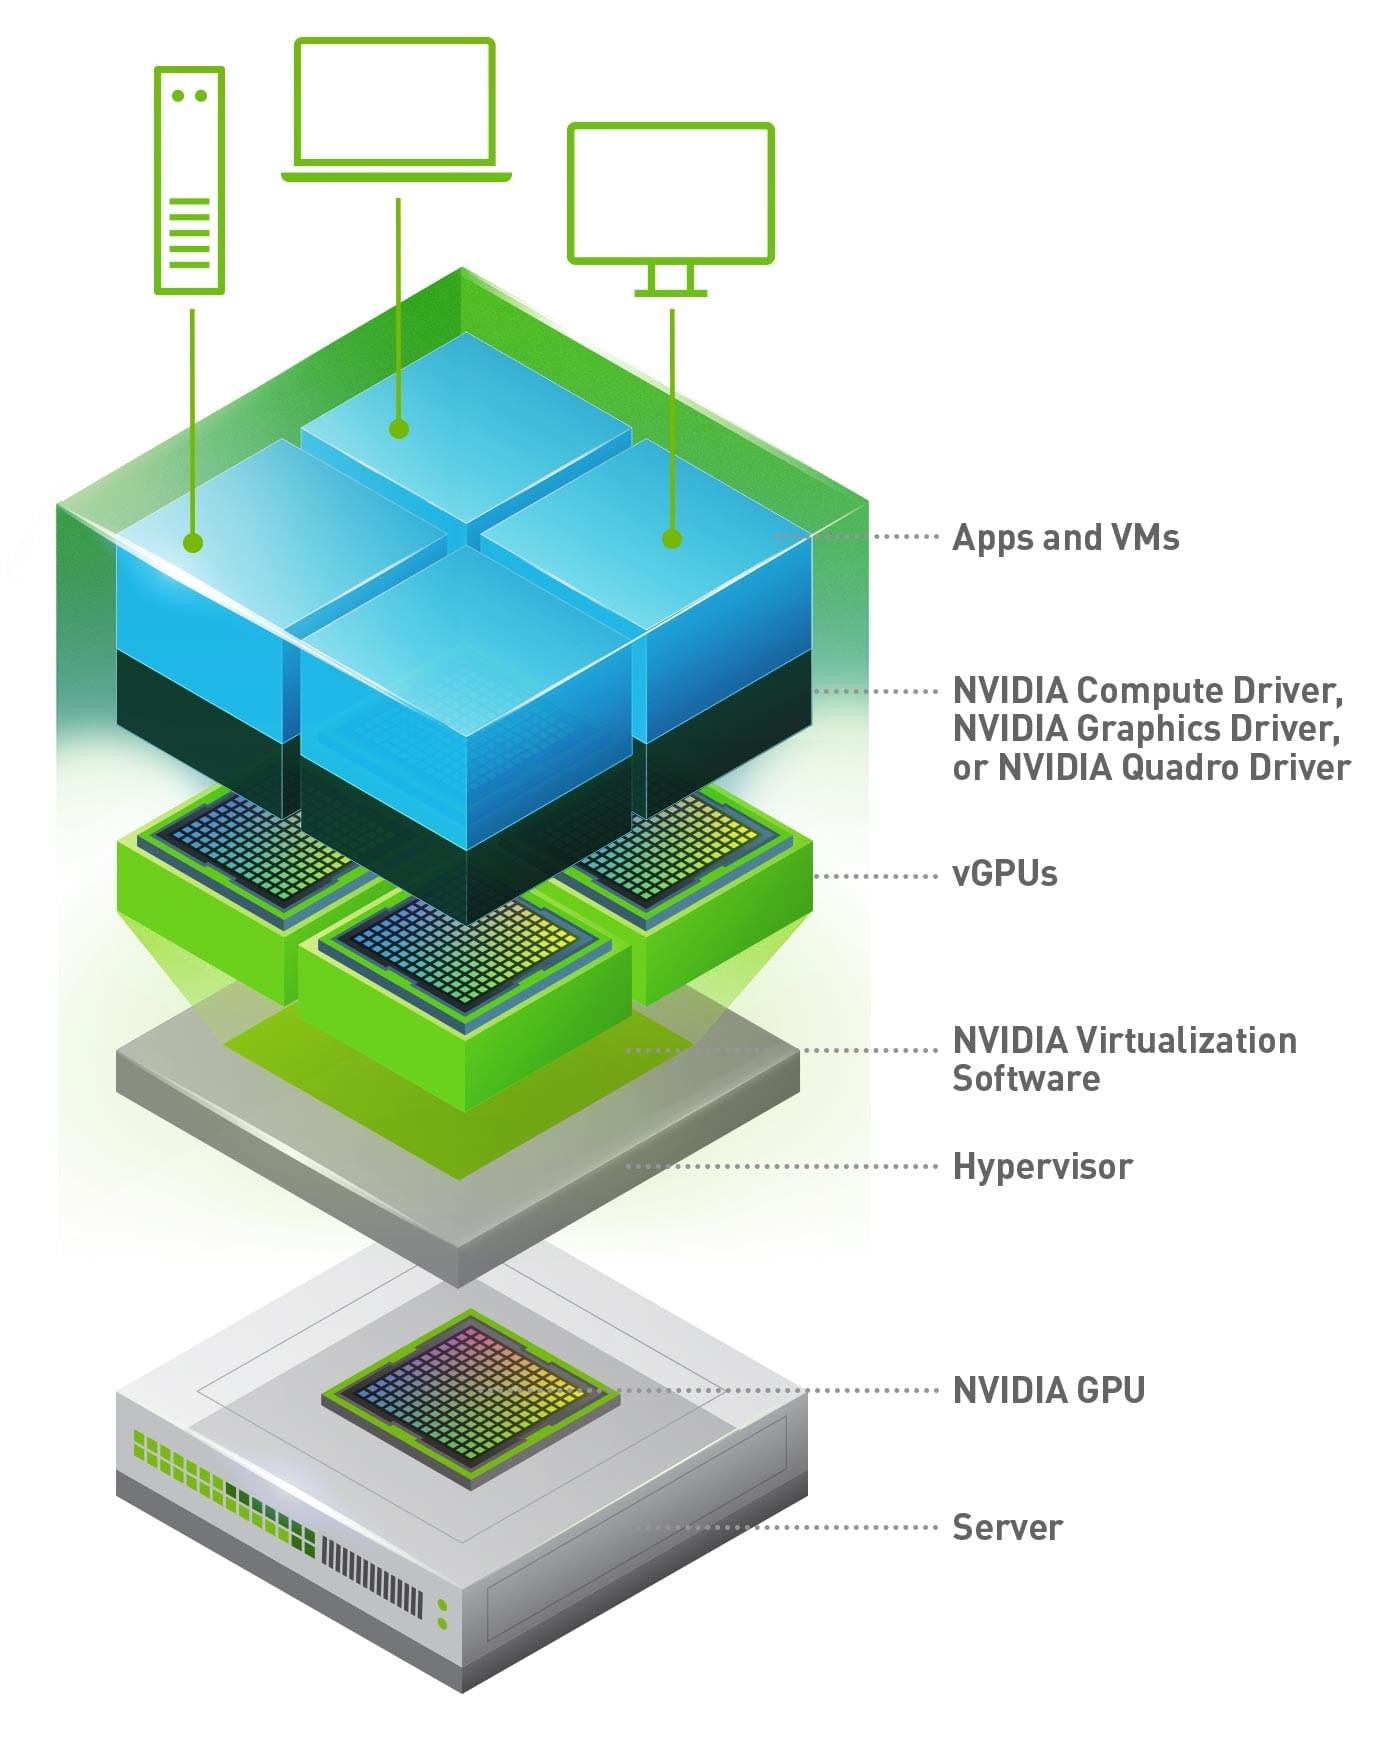 Apps and VMs
NVIDIA Compute Driver,
NVIDIA Graphics Driver,
or NVIDIA Quadro Driver
vGPUs
NVIDIA Virtualization
Software
Hypervisor
NVIDIA GPU
Server